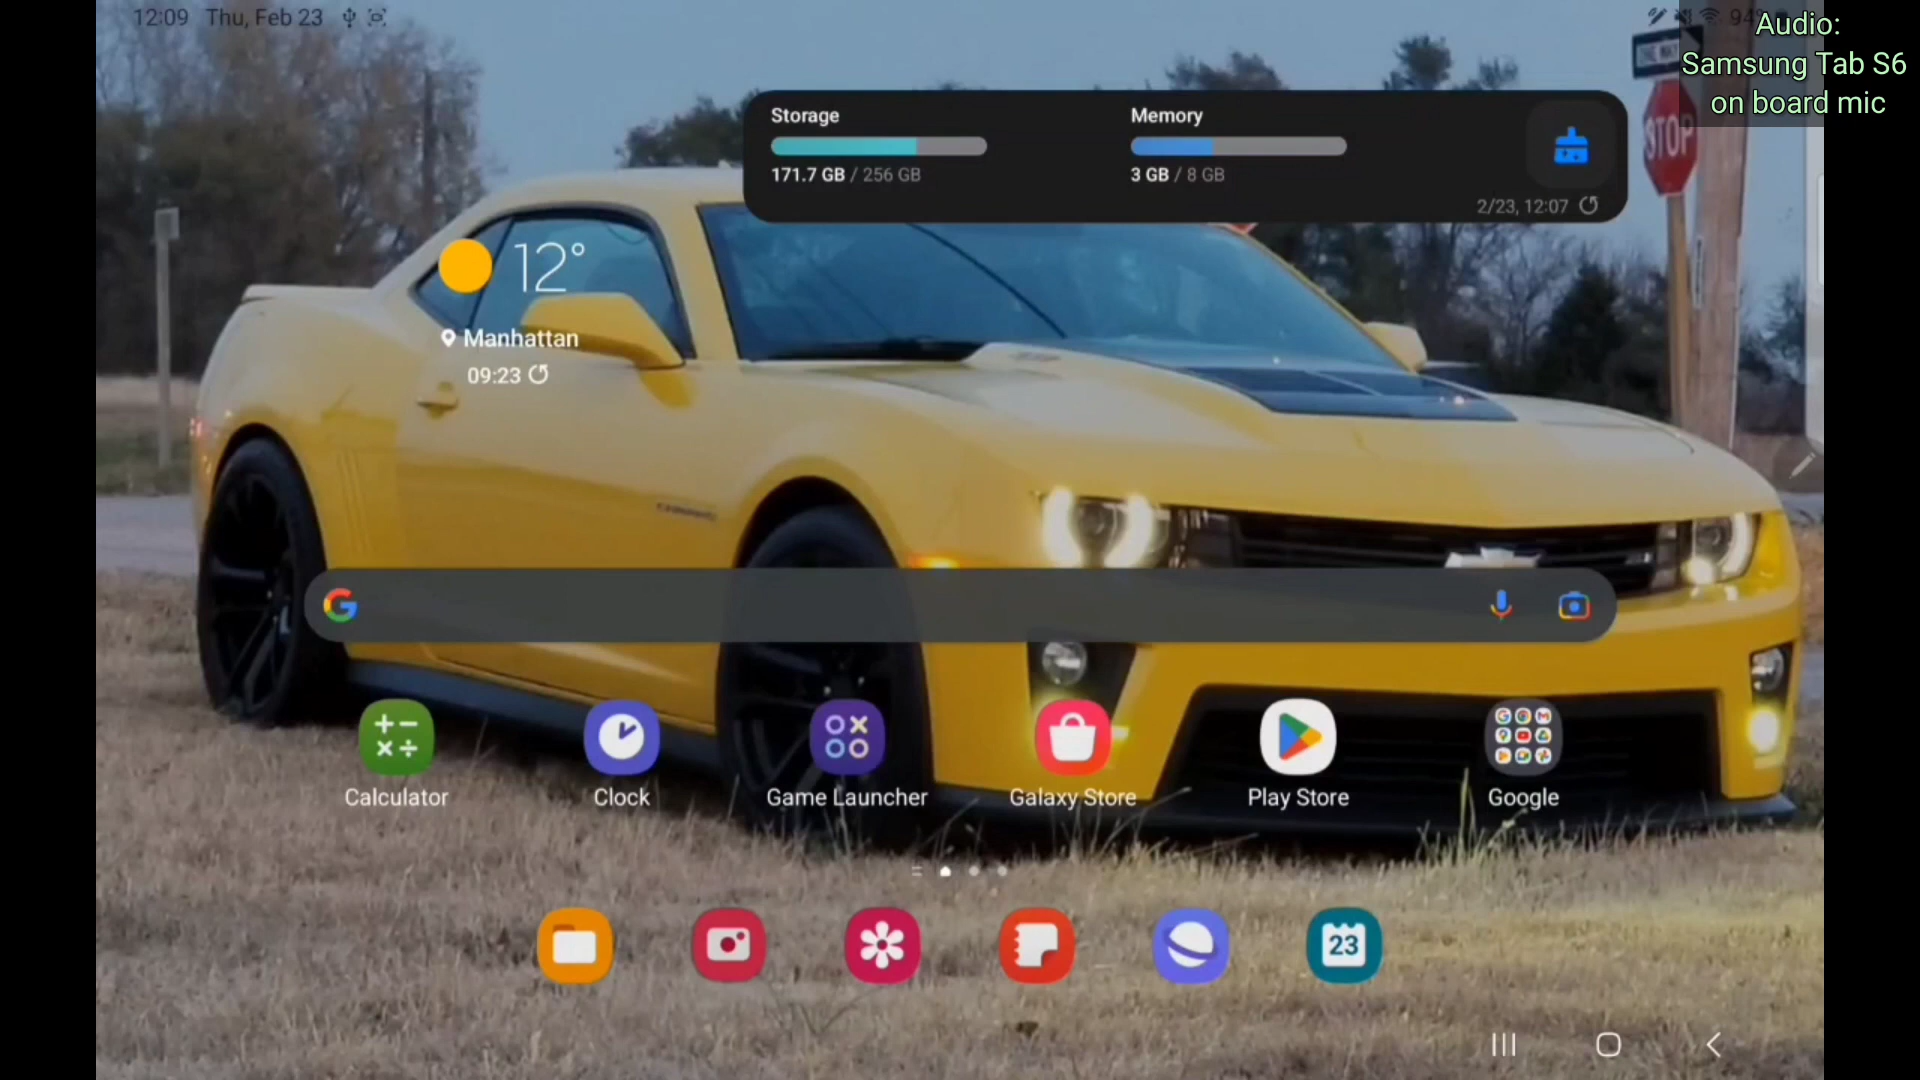 12:09 Thu, Feb 23
94%
Audio:
Samsung Tab S6
on board mic
Storage
171.7 GB / 256 GB
Memory
3 GB / 8 GB
2/23, 12:07
STOP
12°
Manhattan
09:23
G
Calculator
Clock
Game Launcher
Galaxy Store
Play Store
Google
23